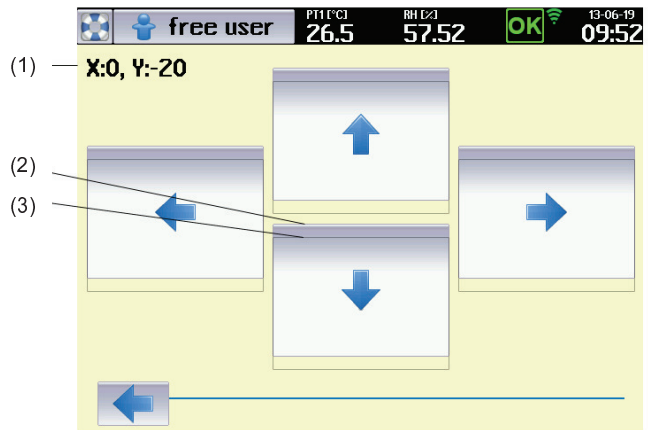 free user
PT1 [°C]
26.5
RH [%]
57.52
OK
13-06-19
09:52
(1)
X:0, Y:-20
(2)
(3)